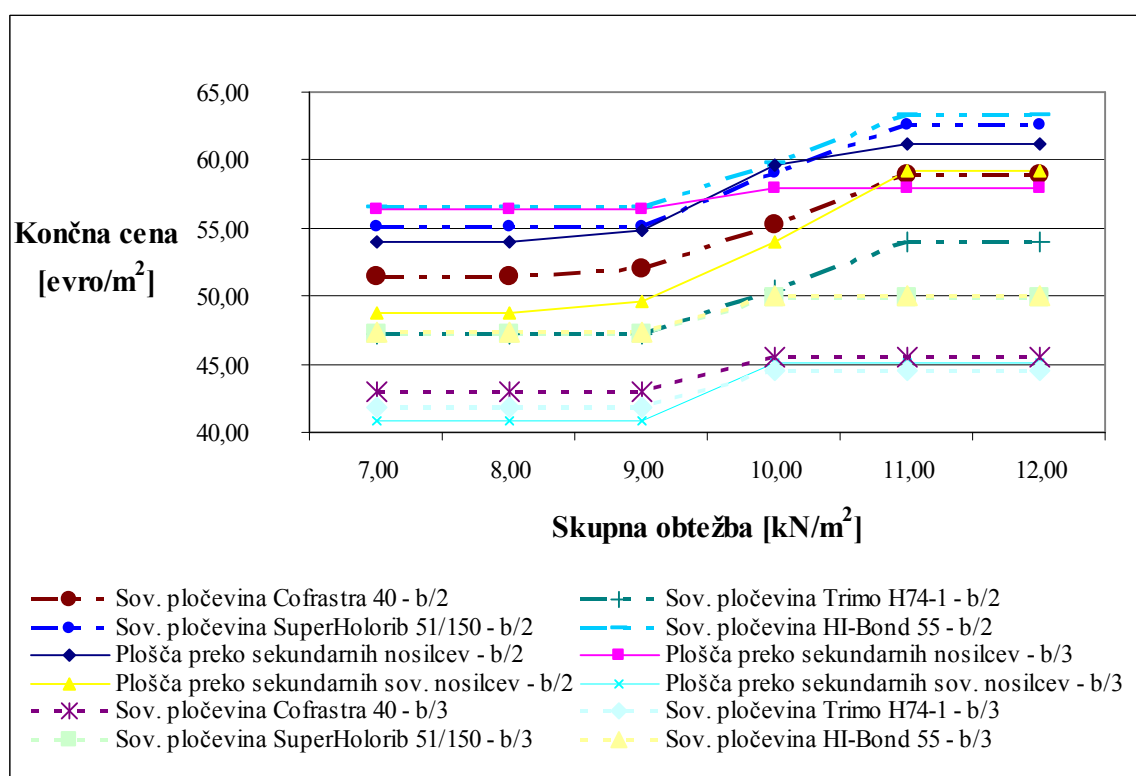 65,00
60,00
55,00
50,00
45,00
40,00
Končna cena
[evro/m²]
7,00 8,00 9,00 10,00 11,00 12,00
Skupna obtežba [kN/m²]
Sov. pločevina Cofrastra 40 - b/2 Sov. pločevina Trimo H74-1 - b/2
Sov. pločevina SuperHolorib 51/150 - b/2 Sov. pločevina HI-Bond 55 - b/2
Plošča preko sekundarnih nosilcev - b/2 Plošča preko sekundarnih nosilcev - b/3
Plošča preko sekundarnih sov. nosilcev - b/2 Plošča preko sekundarnih sov. nosilcev - b/3
Sov. pločevina Cofrastra 40 - b/3 Sov. pločevina Trimo H74-1 - b/3
Sov. pločevina SuperHolorib 51/150 - b/3 Sov. pločevina HI-Bond 55 - b/3